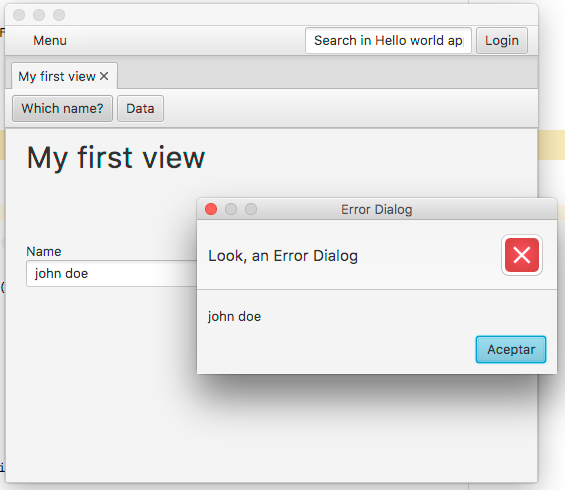 Menu
Search in Hello world ap
Login
My first view
Which name?
Data
My first view
Name
john doe
Error Dialog
Look, an Error Dialog
john doe
Aceptar